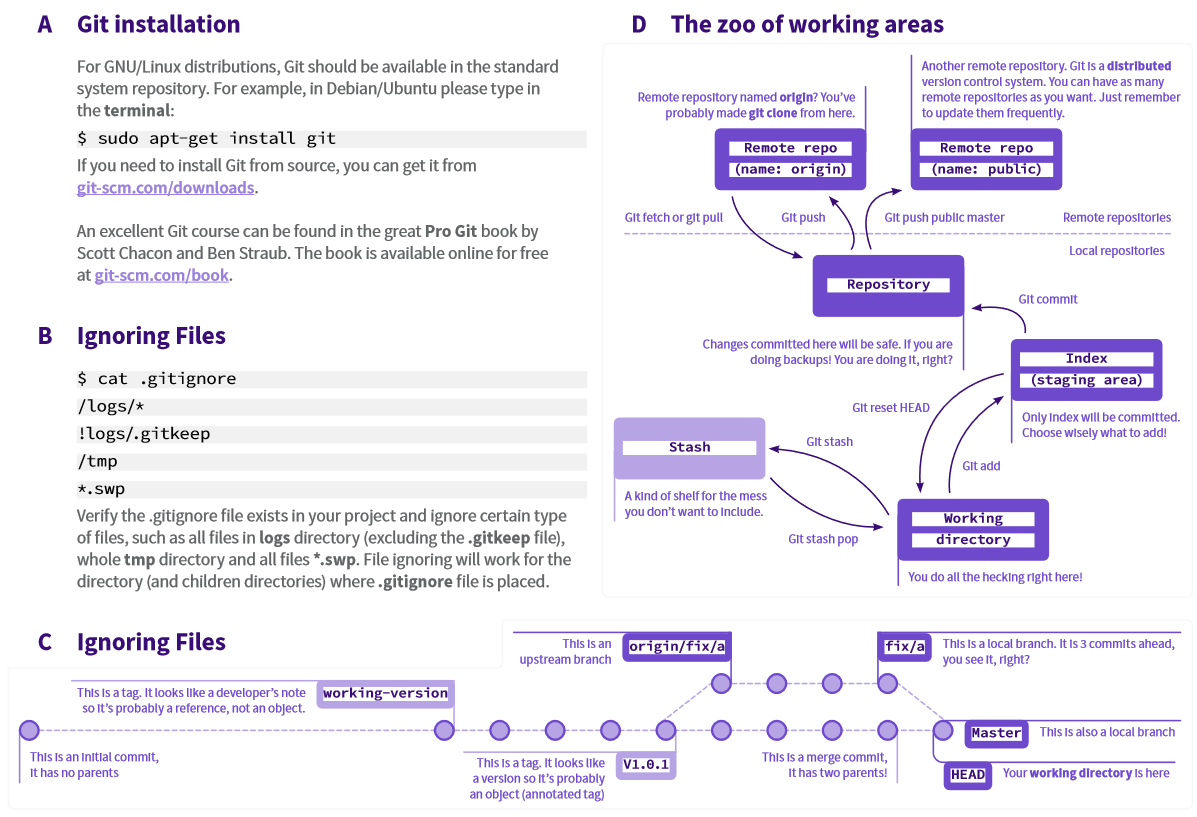 A Git installation
For GNU/Linux distributions, Git should be available in the standard
system repository. For example, in Debian/Ubuntu please type in
the terminal:
$ sudo apt-get install git
If you need to install Git from source, you can get it from
git-scm.com/downloads.
An excellent Git course can be found in the great Pro Git book by
Scott Chacon and Ben Straub. The book is available online for free
at git-scm.com/book.
B Ignoring Files
$ cat .gitignore
/logs/*
!logs/.gitkeep
/tmp
*.swp
Verify the .gitignore file exists in your project and ignore certain type
of files, such as all files in logs directory (excluding the .gitkeep file),
whole tmp directory and all files *.swp. File ignoring will work for the
directory (and children directories) where .gitignore file is placed.
D The zoo of working areas
Remote repository named origin? You've
probably made git clone from here.
Another remote repository. Git is a distributed
version control system. You can have as many
remote repositories as you want. Just remember
to update them frequently.
Remote repo
(name: origin)
Remote repo
(name: public)
Git fetch or git pull
Git push
Git push public master
Remote repositories
Local repositories
Repository
Git commit
Changes committed here will be safe. If you are
doing backups! You are doing it, right?
Index
(staging area)
Git reset HEAD
Only index will be committed.
Choose wisely what to add!
Stash
Git stash
Git add
A kind of shelf for the mess
you don't want to include.
Git stash pop
Working
directory
You do all the hecking right here!
C Ignoring Files
This is an
upstream branch
origin/fix/a
fix/a
This is a local branch. It is 3 commits ahead,
you see it, right?
This is a tag. It looks like a developer's note
so it's probably a reference, not an object.
working-version
This is an initial commit,
it has no parents
This is a tag. It looks like
a version so it's probably
an object (annotated tag)
V1.0.1
This is a merge commit,
it has two parents!
Master
This is also a local branch
HEAD
Your working directory is here